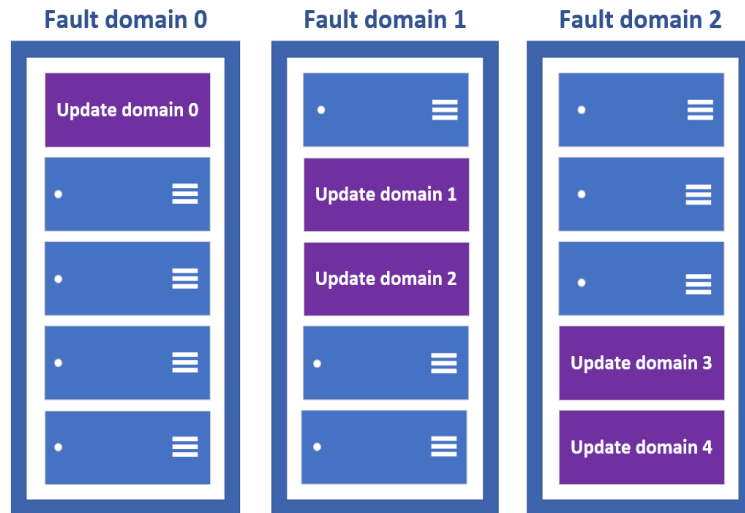 Fault domain 0
Fault domain 1
Fault domain 2
Update domain 0
Update domain 1
Update domain 2
Update domain 3
Update domain 4